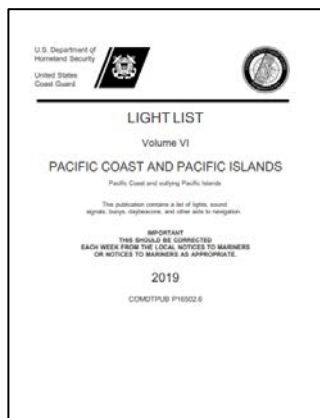 U.S. Department of
Homeland Security
United States
Coast Guard
LIGHT LIST
Volume VI
PACIFIC COAST AND PACIFIC ISLANDS
Pacific Coast and outlying Pacific Islands
This publication contains a list of lights, sound
signals, buoys, daybeacons, and other aids to navigation.
IMPORTANT
THIS SHOULD BE CORRECTED
EACH WEEK FROM THE LOCAL NOTICES TO MARINERS
OR NOTICES TO MARINERS AS APPROPRIATE.
2019
COMDTPUB P16502.6